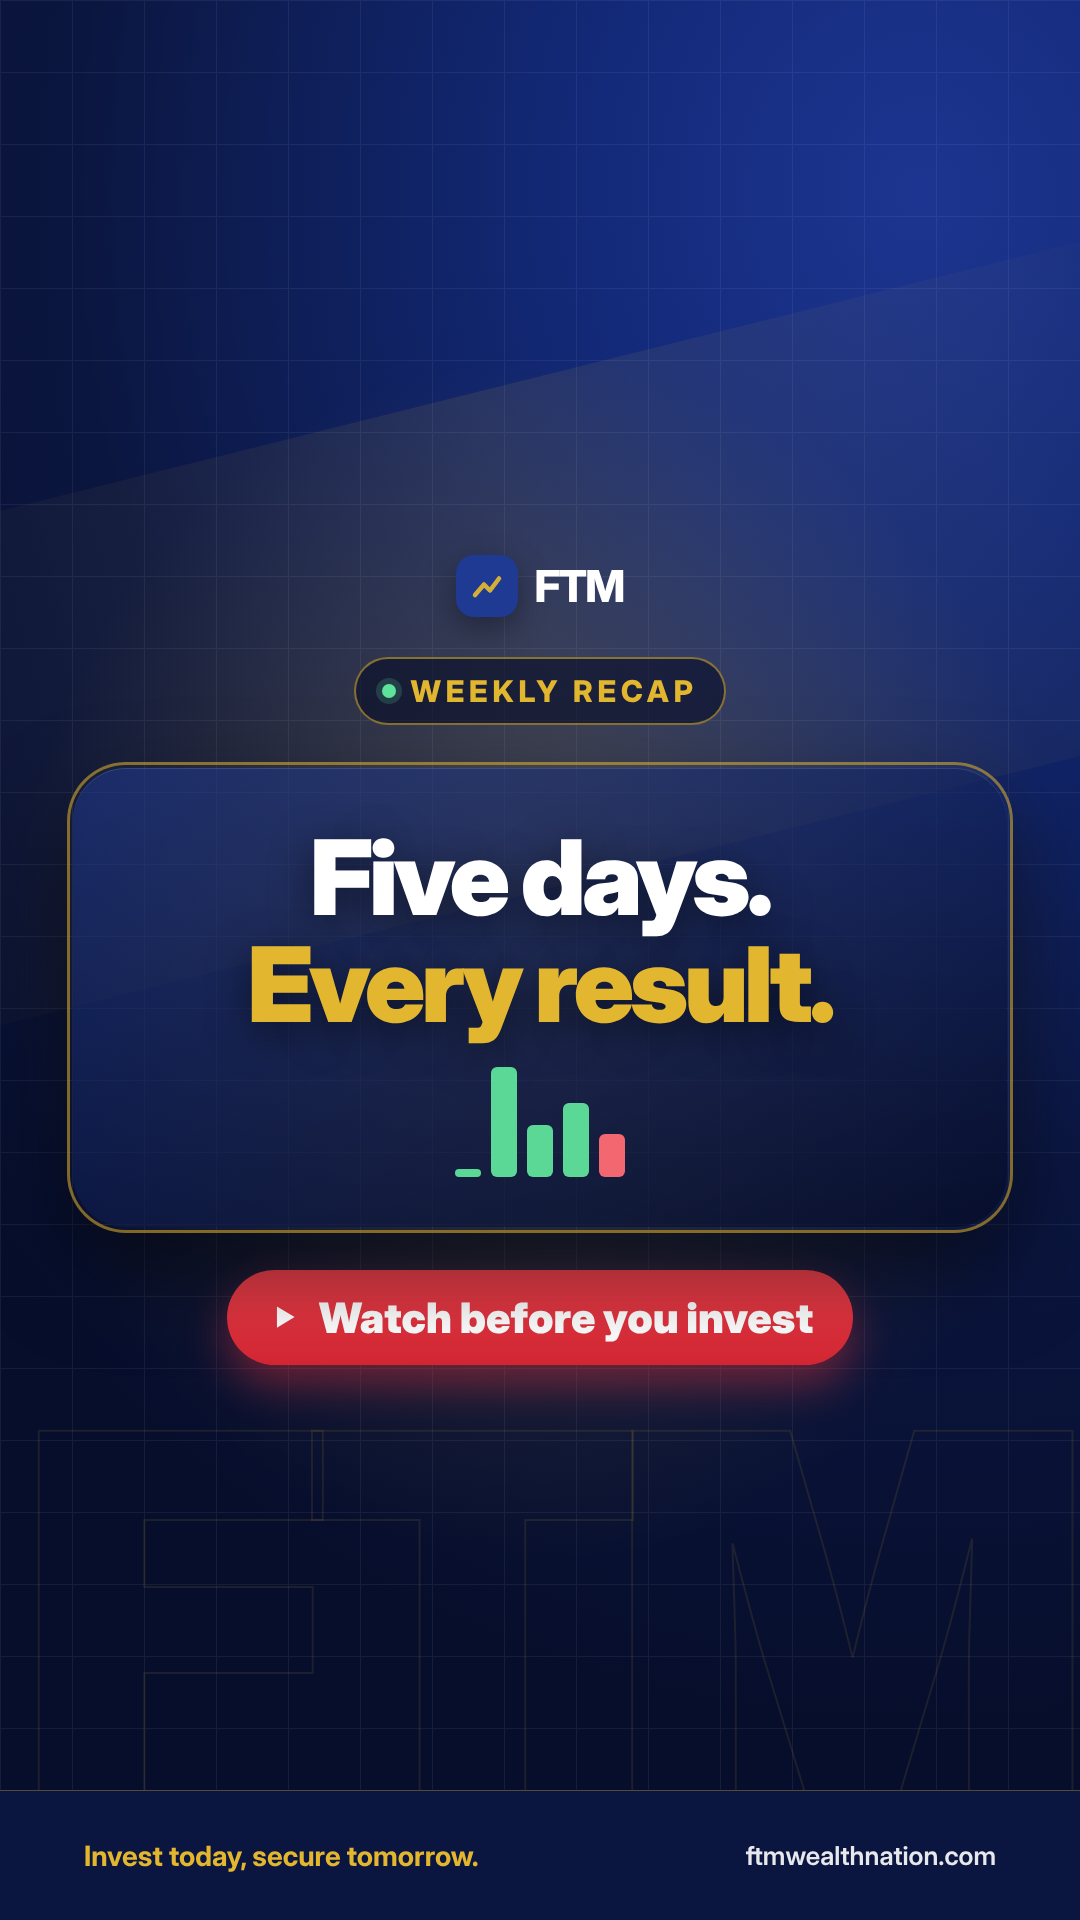 FTM
WEEKLY RECAP
Five days.
Every result.
Watch before you invest
FTM
Invest today, secure tomorrow.
ftmwealthnation.com